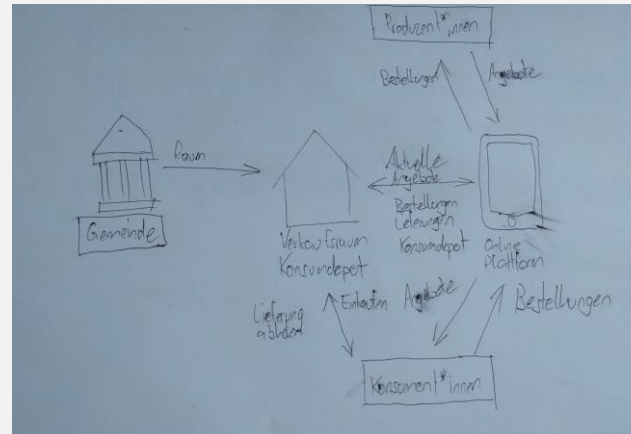 Produzent*innen
Bestellungen
Angebote
Raum
Gemeinde
Verkaufsraum
Konsumdepot
Aktuelle
Angebote
Bestellungen
Lieferungen
Konsumdepot
Online
Plattform
Lieferung
abholen
Einkaufen
Angebote
Bestellungen
Konsument*innen